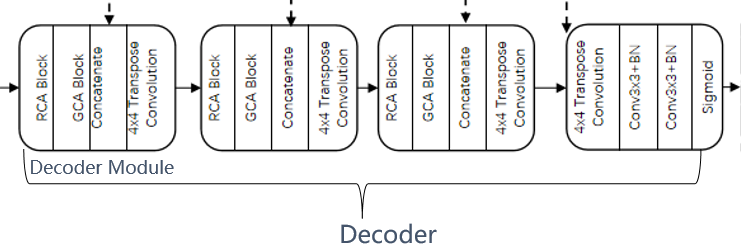 RCA Block
GCA Block
Concatenate
4x4 Transpose
Convolution
RCA Block
GCA Block
Concatenate
4x4 Transpose
Convolution
RCA Block
GCA Block
Concatenate
4x4 Transpose
Convolution
4x4 Transpose
Convolution
Conv3x3+BN
Conv3x3+BN
Sigmoid
Decoder Module
Decoder